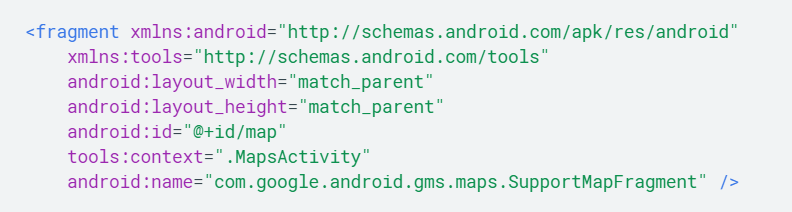 <fragment xmlns:android="http://schemas.android.com/apk/res/android"
xmlns:tools="http://schemas.android.com/tools"
android:layout_width="match_parent"
android:layout_height="match_parent"
android:id="@+id/map"
tools:context=".MapsActivity"
android:name="com.google.android.gms.maps.SupportMapFragment" />